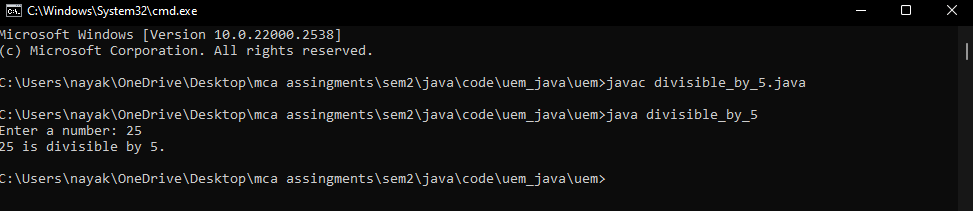 C:\Windows\System32\cmd.exe
Microsoft Windows [Version 10.0.22000.2538]
(c) Microsoft Corporation. All rights reserved.
C:\Users\nayak\OneDrive\Desktop\mca assingments\sem2\java\code\uem_java\uem>javac divisible_by_5.java
C:\Users\nayak\OneDrive\Desktop\mca assingments\sem2\java\code\uem_java\uem>java divisible_by_5
Enter a number: 25
25 is divisible by 5.
C:\Users\nayak\OneDrive\Desktop\mca assingments\sem2\java\code\uem_java\uem>